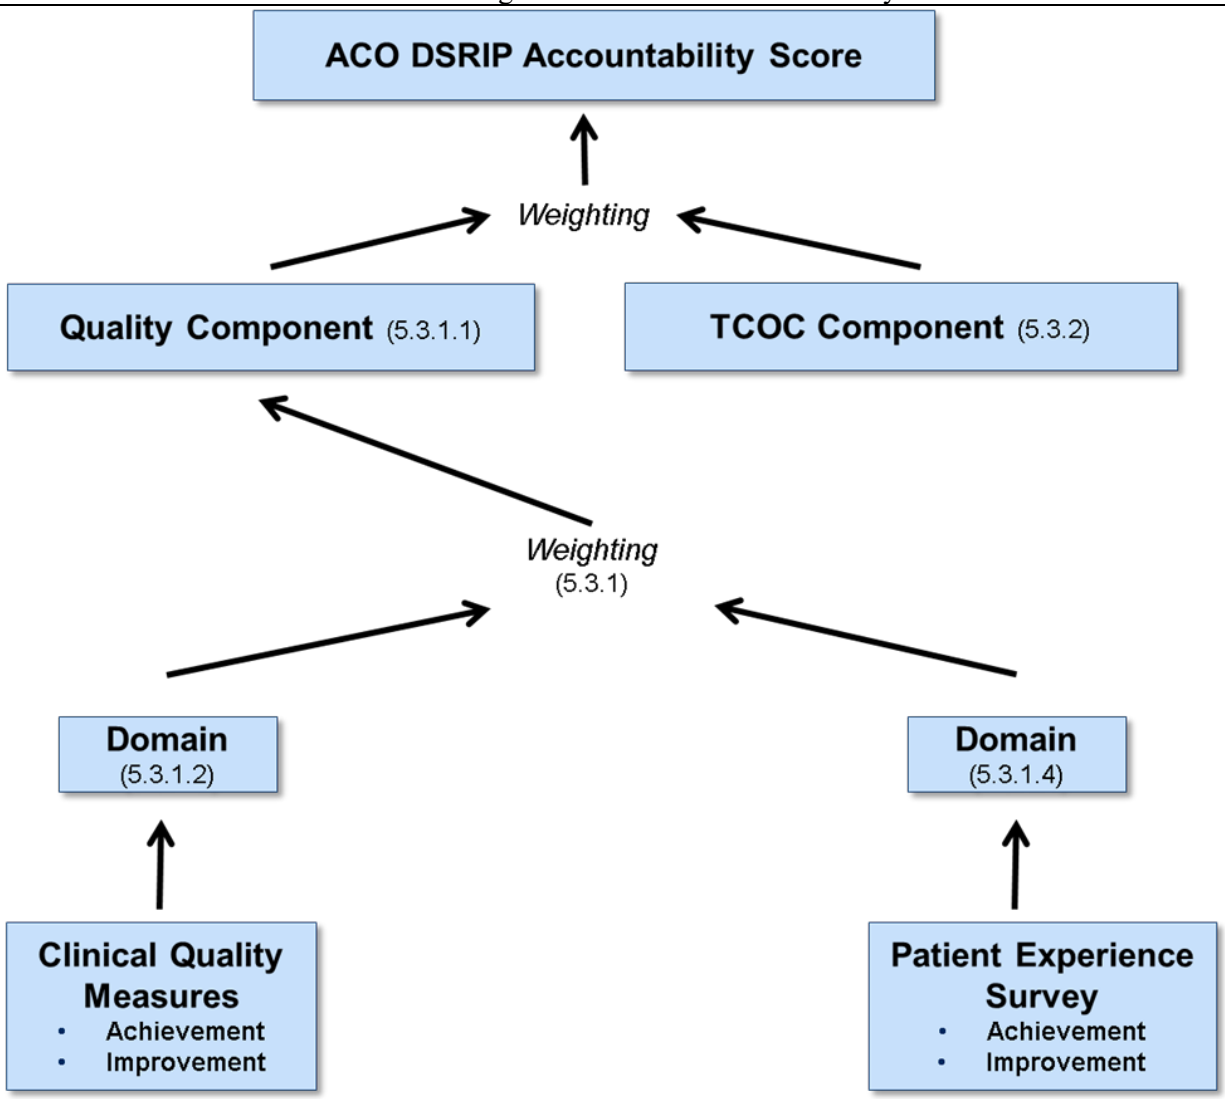 ACO DSRIP Accountability Score
Weighting
Quality Component (5.3.1.1)
TCOC Component (5.3.2)
Weighting
(5.3.1)
Domain
(5.3.1.2)
Domain
(5.3.1.4)
Clinical Quality
Measures
• Achievement
• Improvement
Patient Experience
Survey
• Achievement
• Improvement